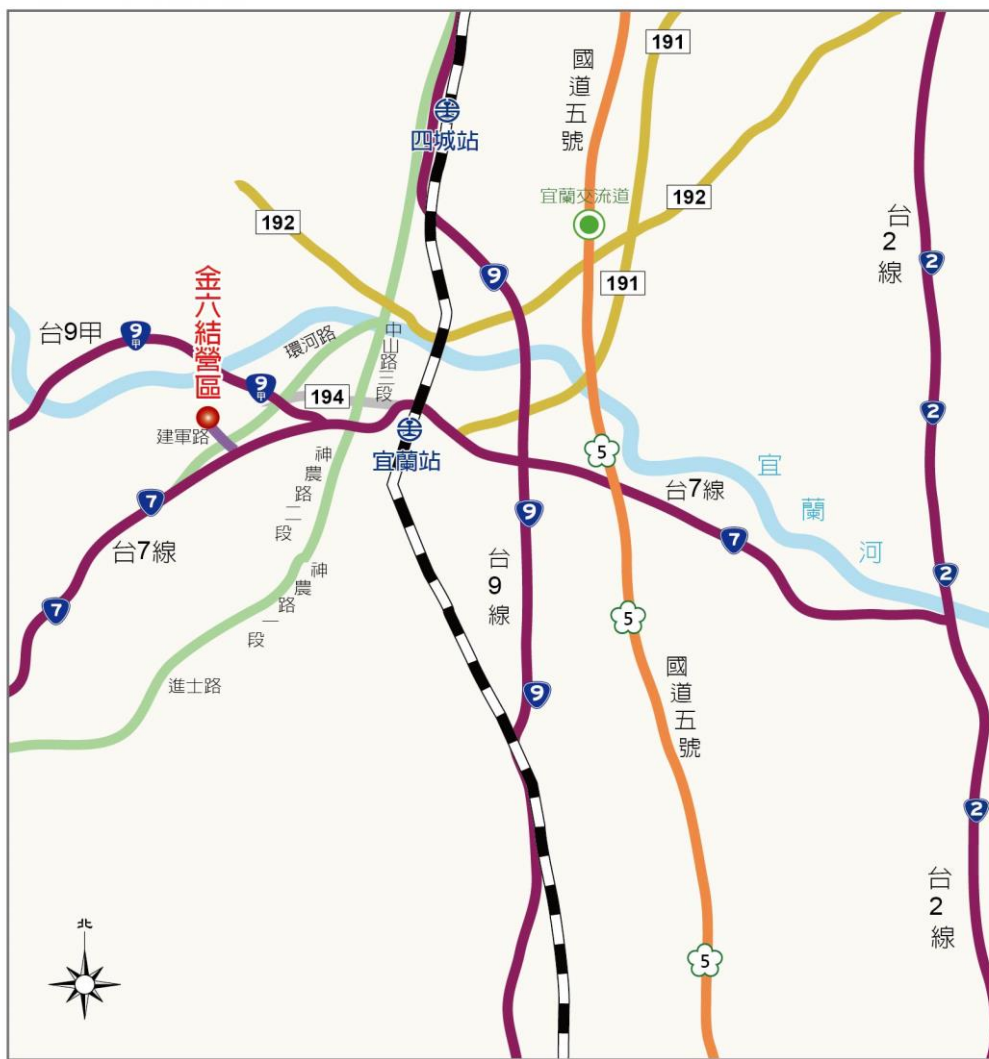 191
國道五號
四城站
宜蘭交流道
192
192
台2線
2
191
9
金六結營區
台9甲
9甲
環河路
中山路三段
9甲
194
2
建軍路
宜蘭站
神農路二段
5
宜蘭河
7
台7線
台7線
9
7
台9線
2
神農路一段
7
5
國道五號
進士路
9
2
台2線
北
5